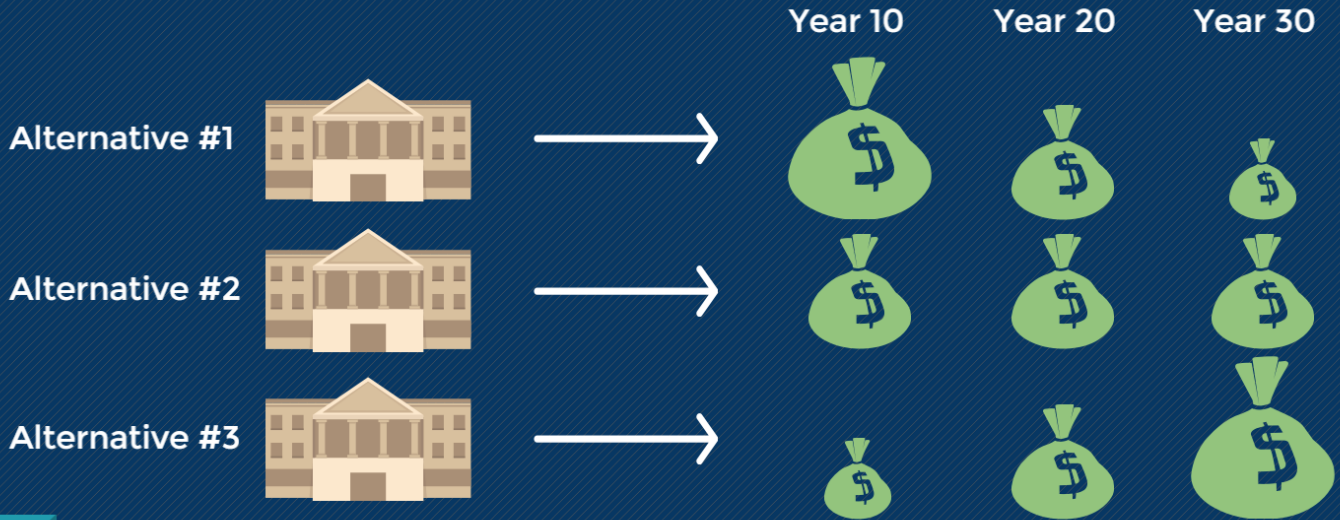 Year 10 Year 20 Year 30
Alternative #1
$ $ $
Alternative #2
$ $ $
Alternative #3
$ $ $